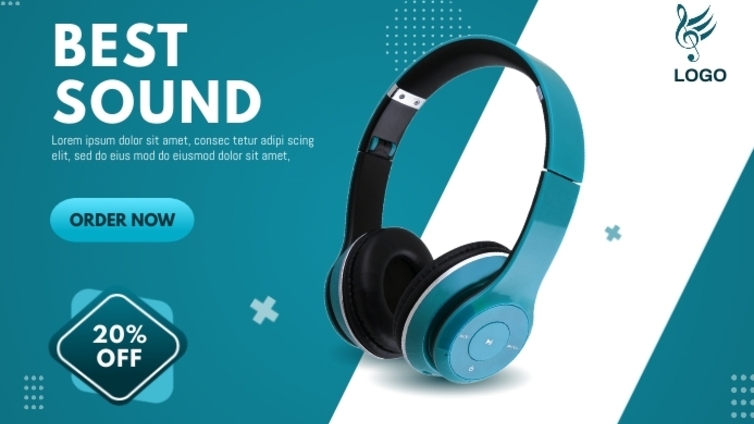 BEST
SOUND
Lorem ipsum dolor sit amet, consec tetur adipi scing
elit, sed do eius mod do eiusmod dolor sit amet,
ORDER NOW
20%
OFF
LOGO